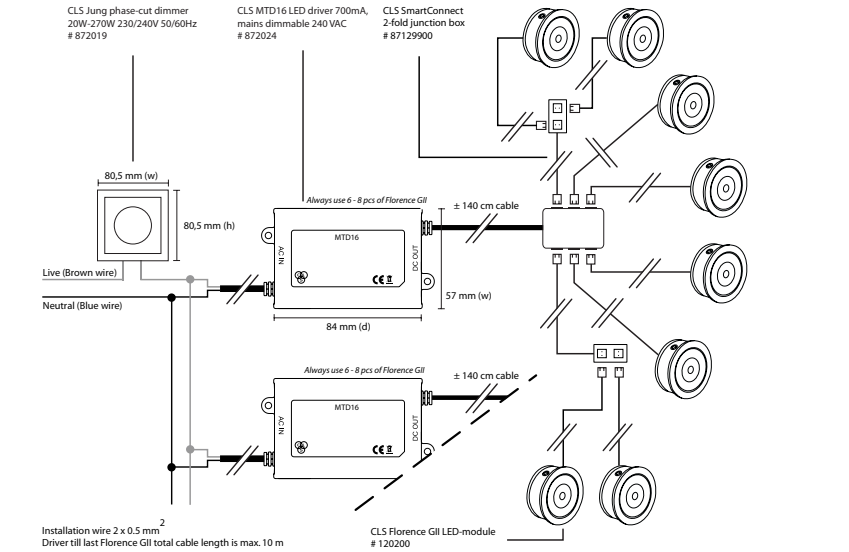 CLS Jung phase-cut dimmer
20W-270W 230/240V 50/60Hz
# 872019
CLS MTD16 LED driver 700mA,
mains dimmable 240 VAC
# 872024
CLS SmartConnect
2-fold junction box
# 87129900
80,5 mm (w)
80,5 mm (h)
Always use 6 - 8 pcs of Florence GII
± 140 cm cable
MTD16
AC IN
DC OUT
CE
Live (Brown wire)
Neutral (Blue wire)
57 mm (w)
84 mm (d)
Always use 6 - 8 pcs of Florence GII
± 140 cm cable
MTD16
AC IN
DC OUT
CE
Installation wire 2 x 0.5 mm²
Driver till last Florence GII total cable length is max. 10 m
CLS Florence GII LED-module
# 120200